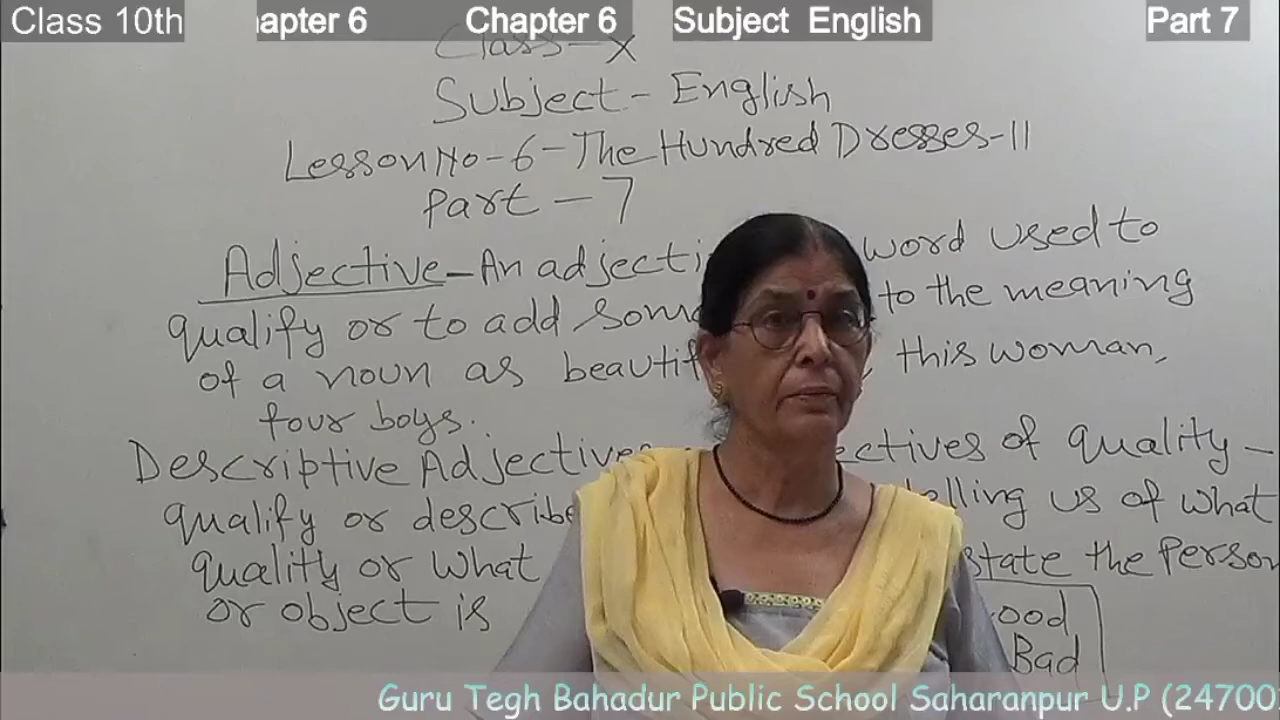 Class 10th hapter 6 Chapter 6 Subject English Part 7
Class-X
Subject - English
Lesson No-6-The Hundred Dresses-II
Part - 7
Adjective - An adjecti word used to
qualify or to add som to the meaning
of a noun as beautif this woman,
four boys.
Descriptive Adjectives ectives of quality -
qualify or describe telling us of what
quality or what state the Person
or object is ood
Bad
Guru Tegh Bahadur Public School Saharanpur U.P (24700